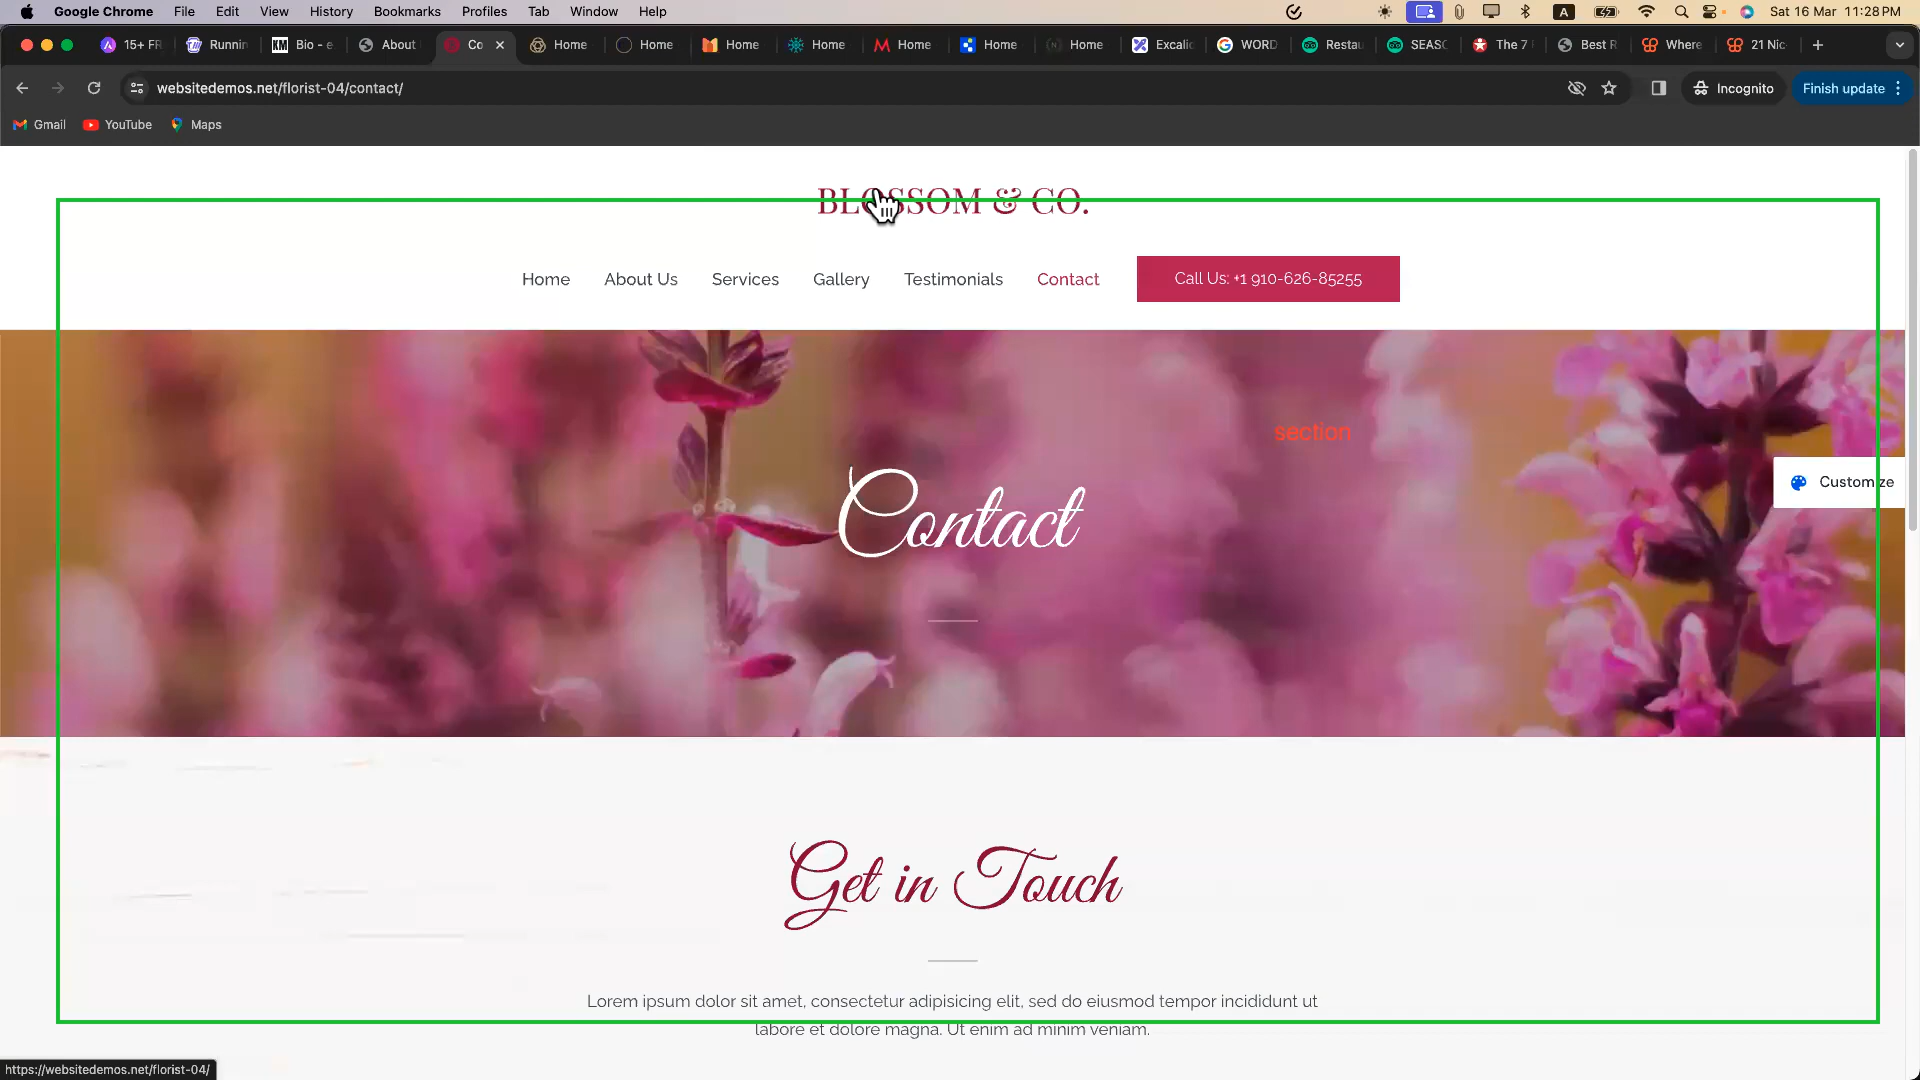 Google Chrome File Edit View History Bookmarks Profiles Tab Window Help A Sat 16 Mar 11:28 PM
15+ FR Runnin KM Bio - e About Co Home Home Home Home Home Home Home Excalid WORD Restau SEASO The 7 Best R Where 21 Nic
websitedemos.net/florist-04/contact/ Incognito Finish update
Gmail YouTube Maps
BLOSSOM & CO.
Home About Us Services Gallery Testimonials Contact Call Us: +1 910-626-85255
section
Customize
Contact
Get in Touch
Lorem ipsum dolor sit amet, consectetur adipisicing elit, sed do eiusmod tempor incididunt ut
labore et dolore magna. Ut enim ad minim veniam.
https://websitedemos.net/florist-04/